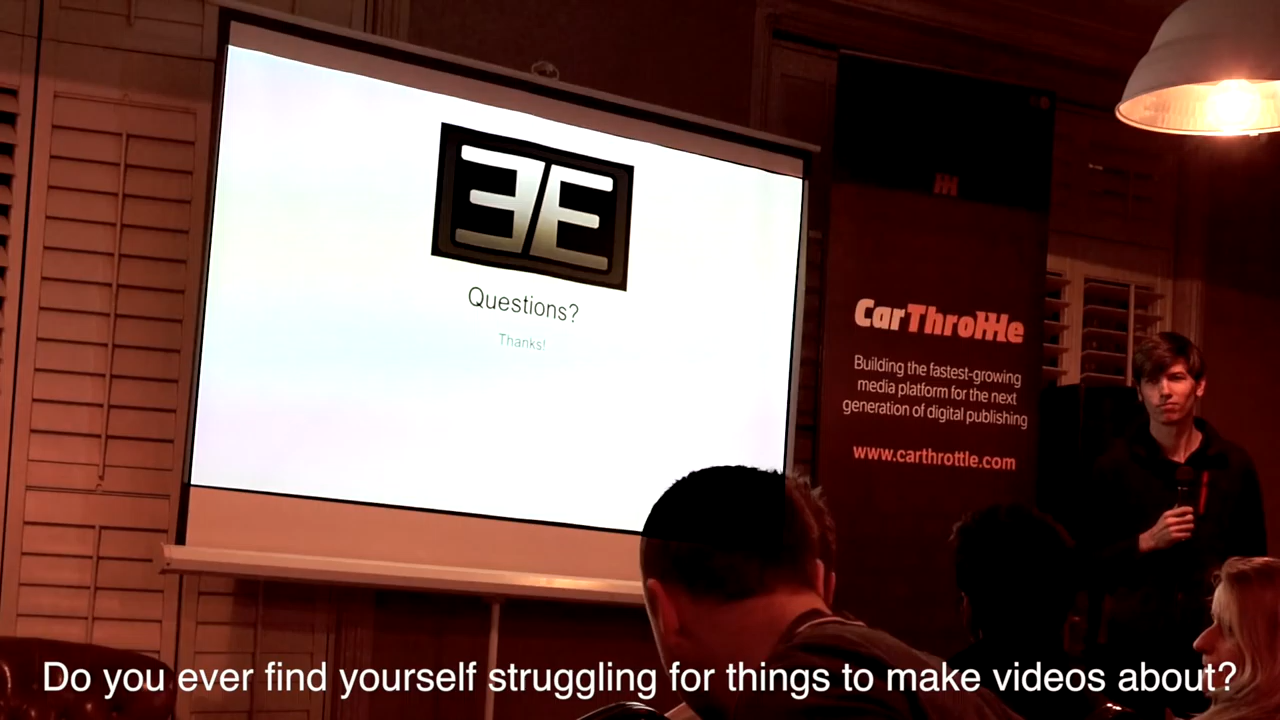 ƎE
Questions?
Thanks!
CarThrottle
Building the fastest-growing
media platform for the next
generation of digital publishing
www.carthrottle.com
Do you ever find yourself struggling for things to make videos about?